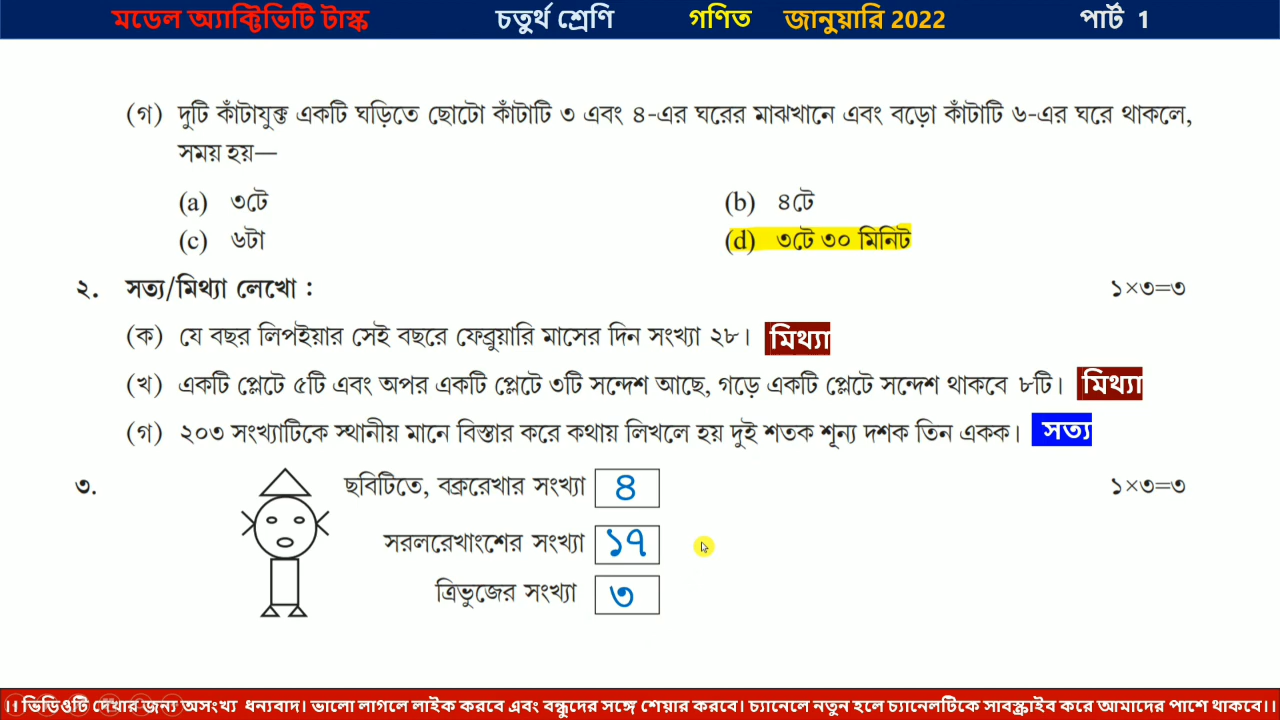 মডেল অ্যাক্টিভিটি টাস্ক চতুর্থ শ্রেণি গণিত জানুয়ারি 2022 পার্ট 1
(গ) দুটি কাঁটাযুক্ত একটি ঘড়িতে ছোটো কাঁটাটি ৩ এবং ৪-এর ঘরের মাঝখানে এবং বড়ো কাঁটাটি ৬-এর ঘরে থাকলে,
সময় হয়—
(a) ৩টে (b) ৪টে
(c) ৬টা (d) ৩টে ৩০ মিনিট
২. সত্য/মিথ্যা লেখো : ১×৩=৩
(ক) যে বছর লিপইয়ার সেই বছরে ফেব্রুয়ারি মাসের দিন সংখ্যা ২৮। মিথ্যা
(খ) একটি প্লেটে ৫টি এবং অপর একটি প্লেটে ৩টি সন্দেশ আছে, গড়ে একটি প্লেটে সন্দেশ থাকবে ৮টি। মিথ্যা
(গ) ২০৩ সংখ্যাটিকে স্থানীয় মানে বিস্তার করে কথায় লিখলে হয় দুই শতক শূন্য দশক তিন একক। সত্য
৩. ছবিটিতে, বক্ররেখার সংখ্যা ৪ ১×৩=৩
সরলরেখাংশের সংখ্যা ১৭
ত্রিভুজের সংখ্যা ৩
।। ভিডিওটি দেখার জন্য অসংখ্য ধন্যবাদ। ভালো লাগলে লাইক করবে এবং বন্ধুদের সঙ্গে শেয়ার করবে। চ্যানেলে নতুন হলে চ্যানেলটিকে সাবস্ক্রাইব করে আমাদের পাশে থাকবে।।